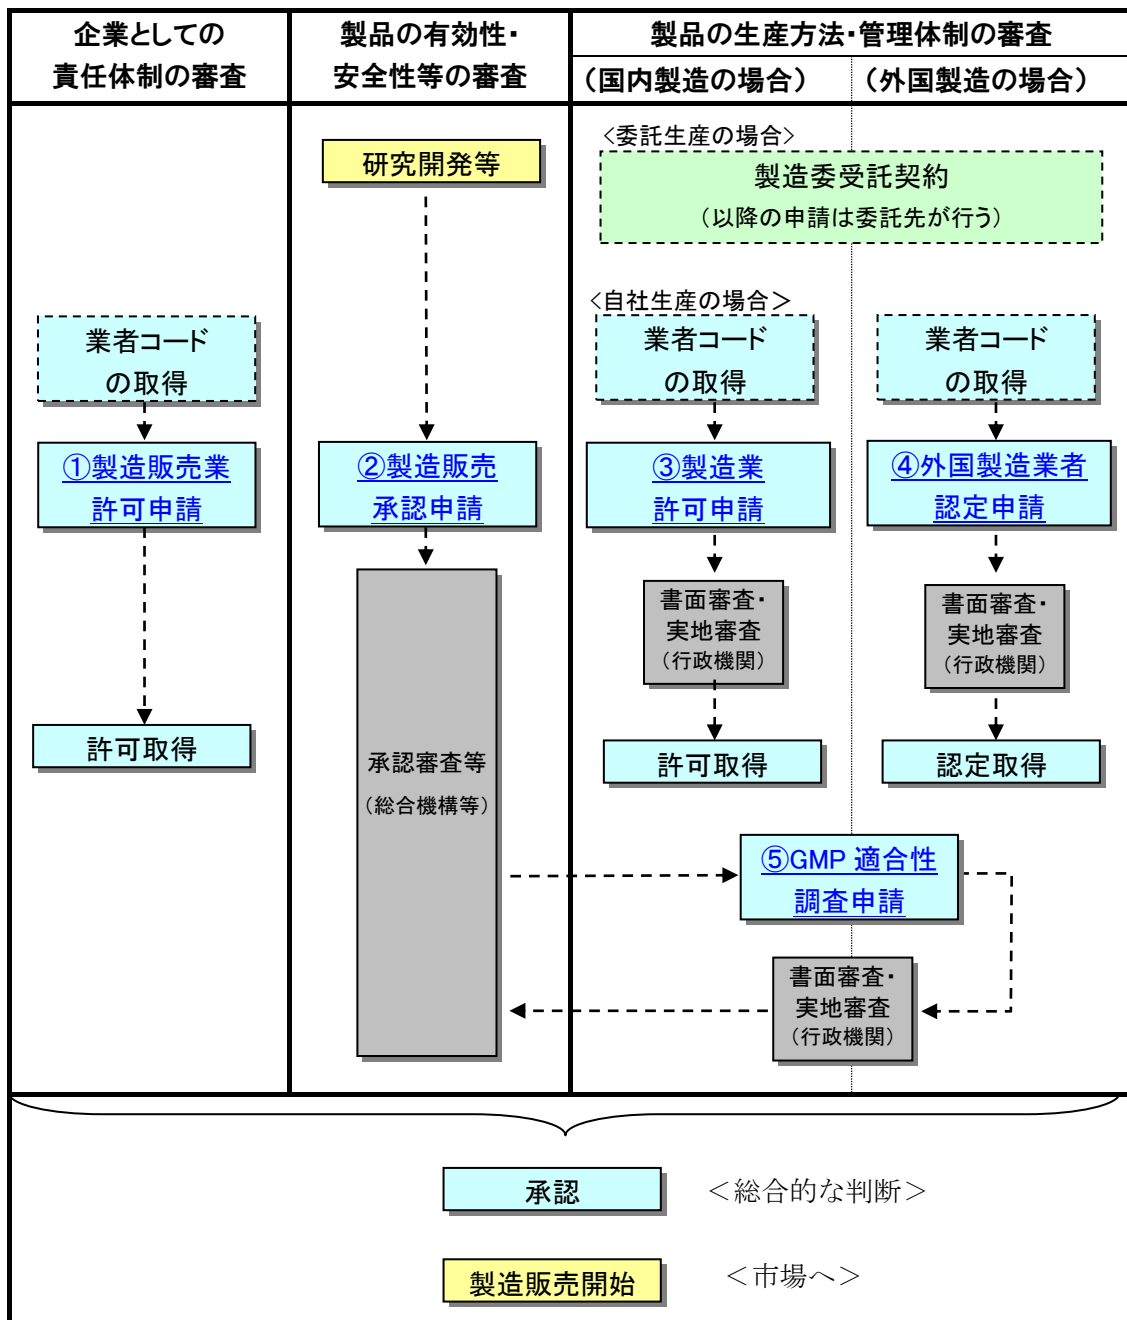 企業としての
責任体制の審査
製品の有効性・
安全性等の審査
製品の生産方法・管理体制の審査
（国内製造の場合）
（外国製造の場合）
<委託生産の場合>
研究開発等
製造委受託契約
（以降の申請は委託先が行う）
<自社生産の場合＞
業者コード
の取得
業者コード
の取得
業者コード
の取得
①製造販売業
許可申請
②製造販売
承認申請
③製造業
許可申請
④外国製造業者
認定申請
書面審査・
実地審査
（行政機関）
書面審査・
実地審査
（行政機関）
許可取得
承認審査等
（総合機構等）
許可取得
認定取得
⑤GMP 適合性
調査申請
書面審査・
実地審査
（行政機関）
承認
＜総合的な判断＞
製造販売開始
＜市場へ＞